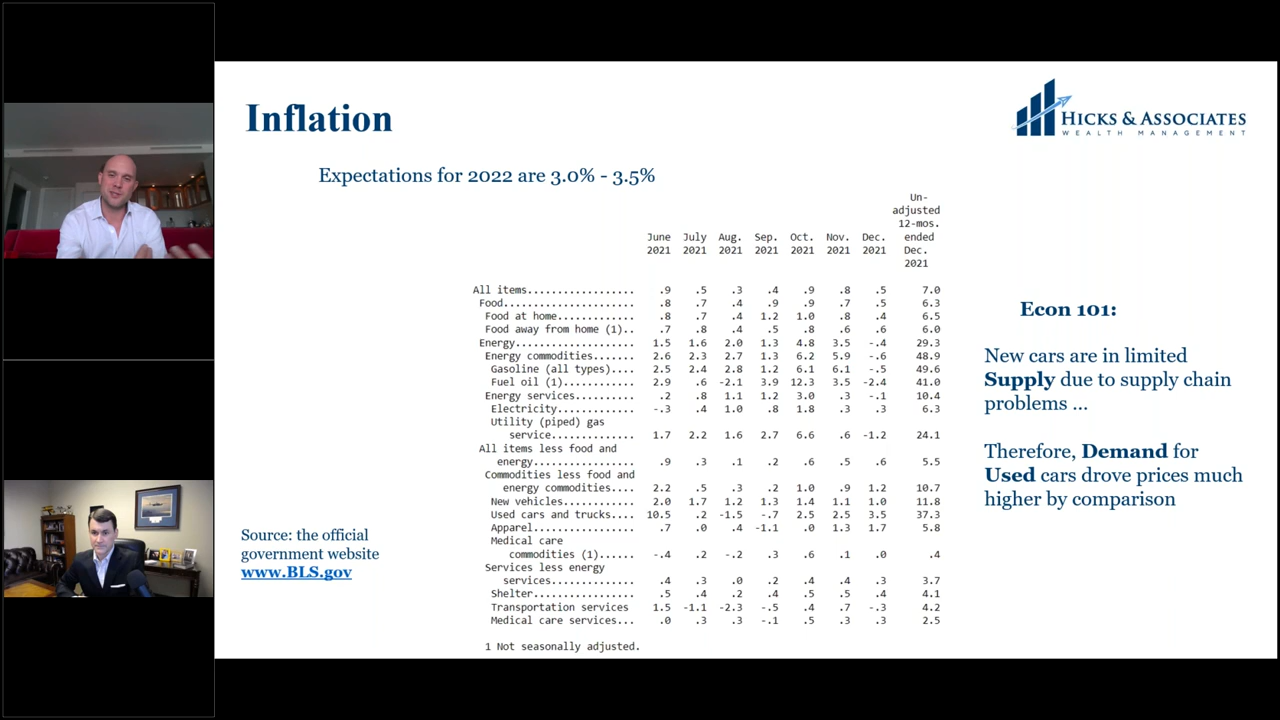 Inflation
HICKS & ASSOCIATES
WEALTH MANAGEMENT
Expectations for 2022 are 3.0% - 3.5%
Un-
adjusted
12-mos.
June July Aug. Sep. Oct. Nov. Dec. ended
2021 2021 2021 2021 2021 2021 2021 Dec.
2021
All items.................. .9 .5 .3 .4 .9 .8 .5 7.0
Food...................... .8 .7 .4 .9 .9 .7 .5 6.3
Food at home............. .8 .7 .4 1.2 1.0 .8 .4 6.5
Food away from home (1).. .7 .8 .4 .5 .8 .6 .6 6.0
Energy.................... 1.5 1.6 2.0 1.3 4.8 3.5 -.4 29.3
Energy commodities....... 2.6 2.3 2.7 1.3 6.2 5.9 -.6 48.9
Gasoline (all types).... 2.5 2.4 2.8 1.2 6.1 6.1 -.5 49.6
Fuel oil (1)............ 2.9 .6 -2.1 3.9 12.3 3.5 -2.4 41.0
Energy services.......... .2 .8 1.1 1.2 3.0 .3 -.1 10.4
Electricity............. -.3 .4 1.0 .8 1.8 .3 .3 6.3
Utility (piped) gas
service.............. 1.7 2.2 1.6 2.7 6.6 .6 -1.2 24.1
All items less food and
energy................. .9 .3 .1 .2 .6 .5 .6 5.5
Commodities less food and
energy commodities.... 2.2 .5 .3 .2 1.0 .9 1.2 10.7
New vehicles............ 2.0 1.7 1.2 1.3 1.4 1.1 1.0 11.8
Used cars and trucks.... 10.5 .2 -1.5 -.7 2.5 2.5 3.5 37.3
Apparel................. .7 .0 .4 -1.1 .0 1.3 1.7 5.8
Medical care
commodities (1)...... -.4 .2 -.2 .3 .6 .1 .0 .4
Services less energy
services.............. .4 .3 .0 .2 .4 .4 .3 3.7
Shelter................. .5 .4 .2 .4 .5 .5 .4 4.1
Transportation services 1.5 -1.1 -2.3 -.5 .4 .7 -.3 4.2
Medical care services... .0 .3 .3 -.1 .5 .3 .3 2.5
1 Not seasonally adjusted.
Econ 101:
New cars are in limited
Supply due to supply chain
problems ...
Therefore, Demand for
Used cars drove prices much
higher by comparison
Source: the official
government website
www.BLS.gov